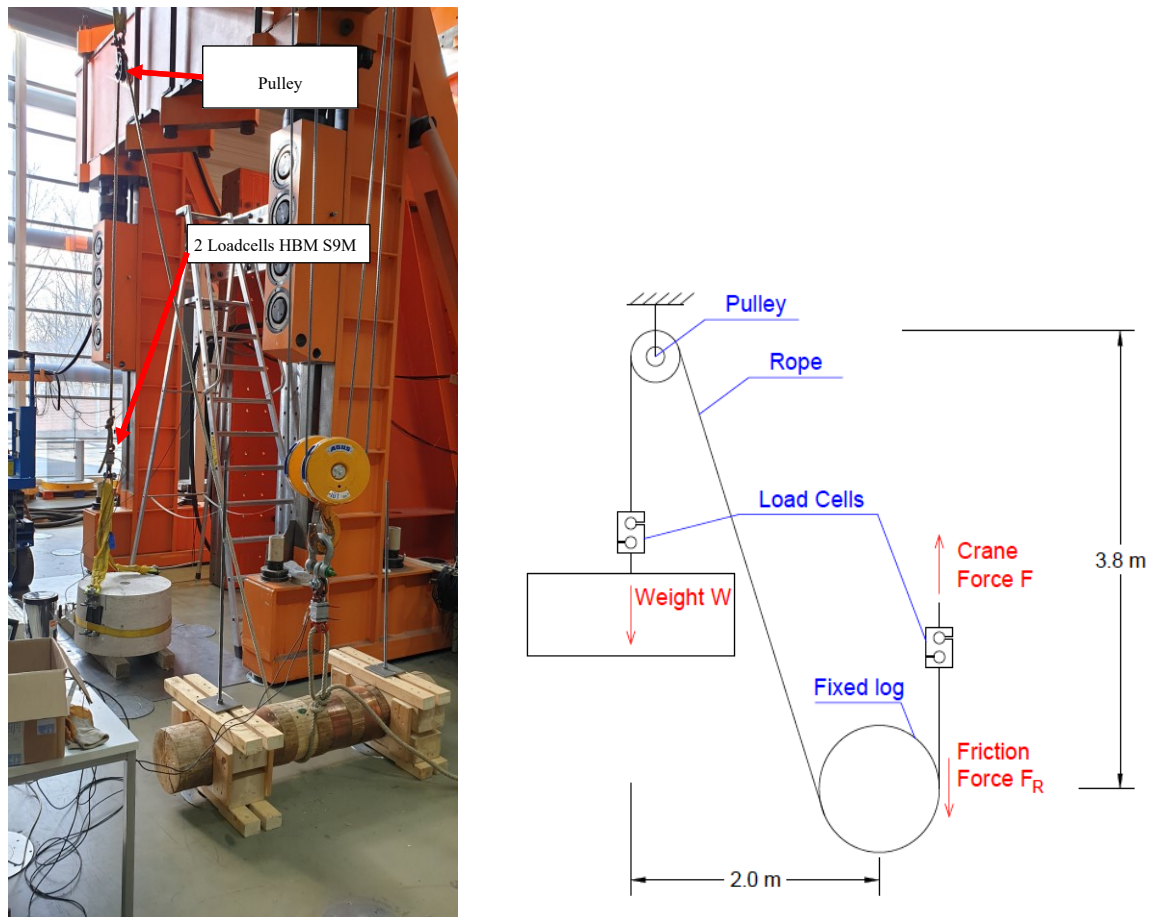 Pulley
2 Loadcells HBM S9M
ABUS
Pulley
Rope
Load Cells
Crane
Force F
3.8 m
Weight W
Fixed log
Friction
Force FR
2.0 m